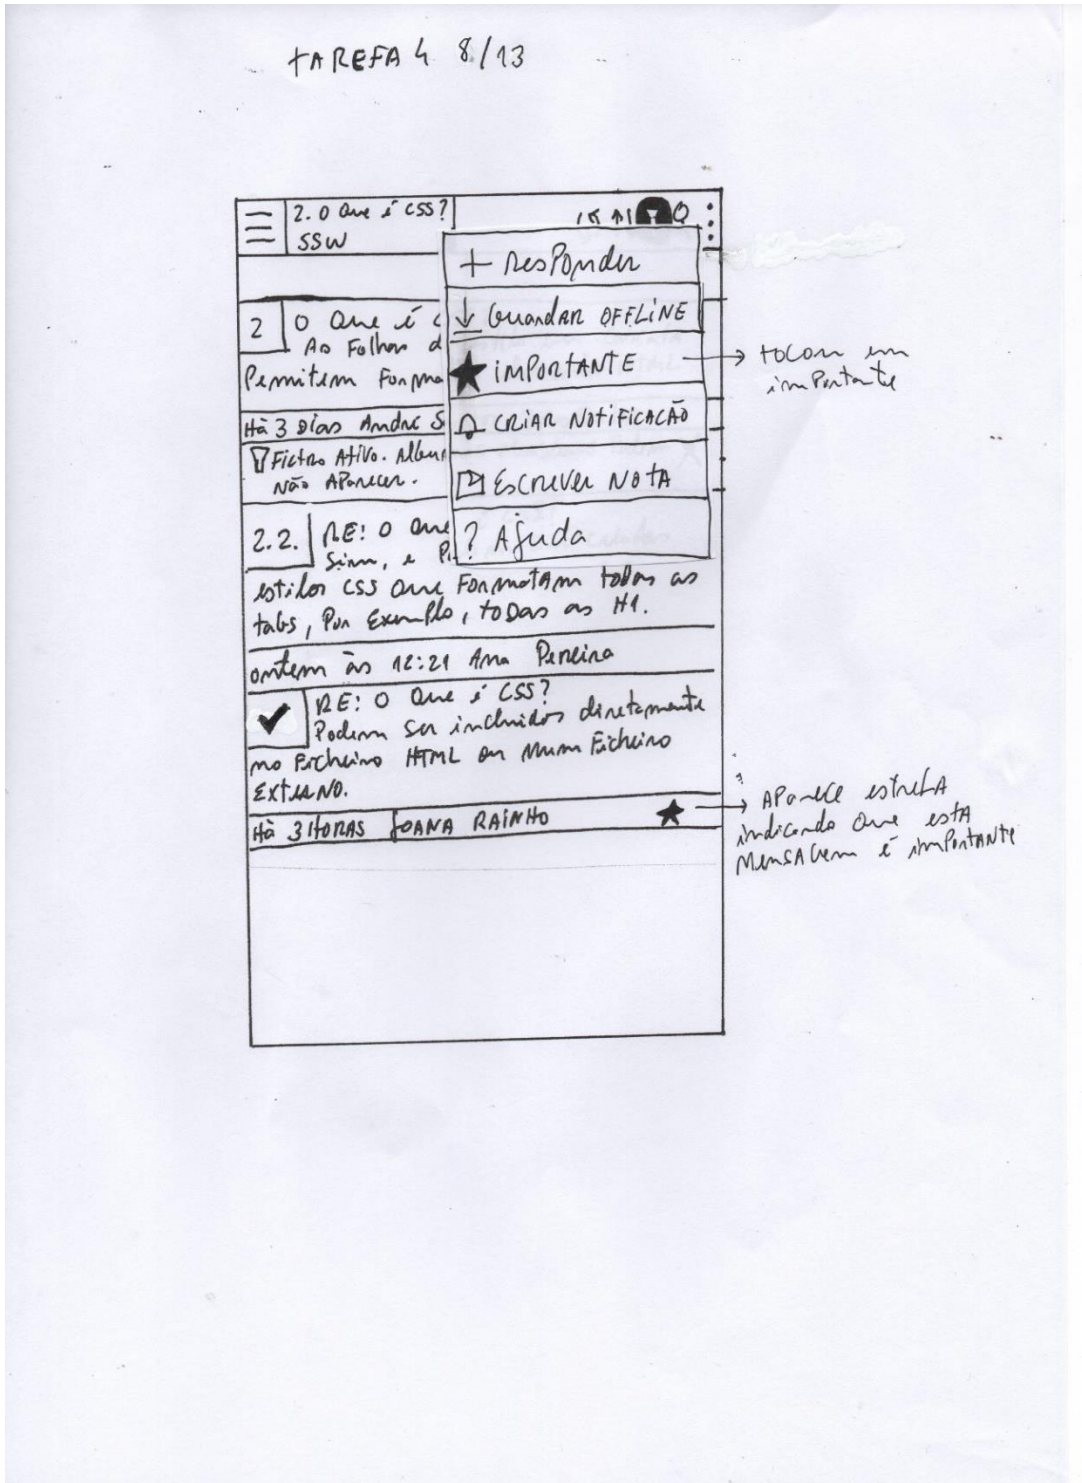 TAREFA 4 8/13
2. O Que é CSS?
SSW
+ ResPonder
Guardar OFFLINE
IMPORTANTE
CRIAR NOTIFICAÇÃO
Escrever NOTA
? Ajuda
→ tocar em
importante
2 O Que é
As Folhas d
Permitem Forma
Há 3 Dias André S
Filtro Ativo. Algun
Não Aparecer.
2.2. RE: O que
Sim, e
estilos CSS que Formatam todas as
tags, Por Exemplo, todas as H1.
ontem às 12:21 Ana Pereira
RE: O Que é CSS?
Podem ser incluídos diretamente
no Ficheiro HTML ou Num Ficheiro
EXTERNO.
Há 3 HORAS JOANA RAINHO ★
→ APArece estrela
indicando que esta
MensAgem é importante